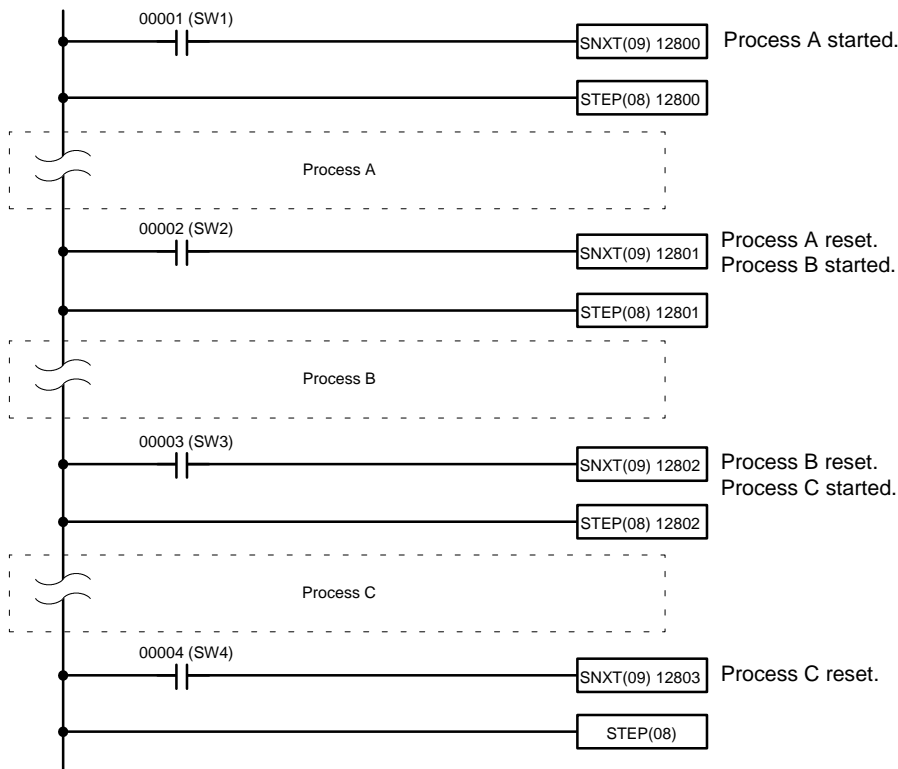 00001 (SW1)
SNXT(09) 12800 Process A started.
STEP(08) 12800
Process A
00002 (SW2)
SNXT(09) 12801 Process A reset.
Process B started.
STEP(08) 12801
Process B
00003 (SW3)
SNXT(09) 12802 Process B reset.
Process C started.
STEP(08) 12802
Process C
00004 (SW4)
SNXT(09) 12803 Process C reset.
STEP(08)